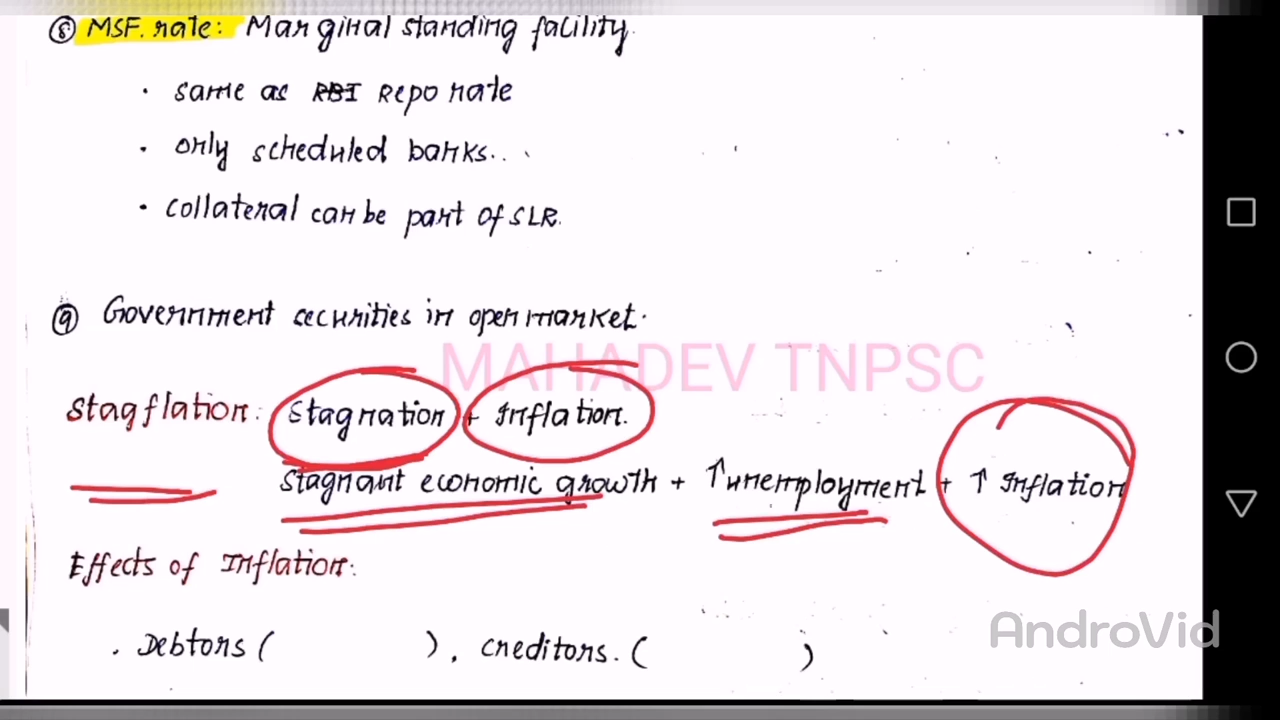 ⑧ MSF. rate: Marginal standing facility.
· same as RBI Repo rate
· only scheduled banks..
· collateral can be part of SLR.
⑨ Government securities in open market.
MAHADEV TNPSC
Stagflation: Stagnation + Inflation.
Stagnant economic growth + ↑unemployment + ↑ Inflation
Effects of Inflation:
. Debtors ( ), creditors. ( )
AndroVid